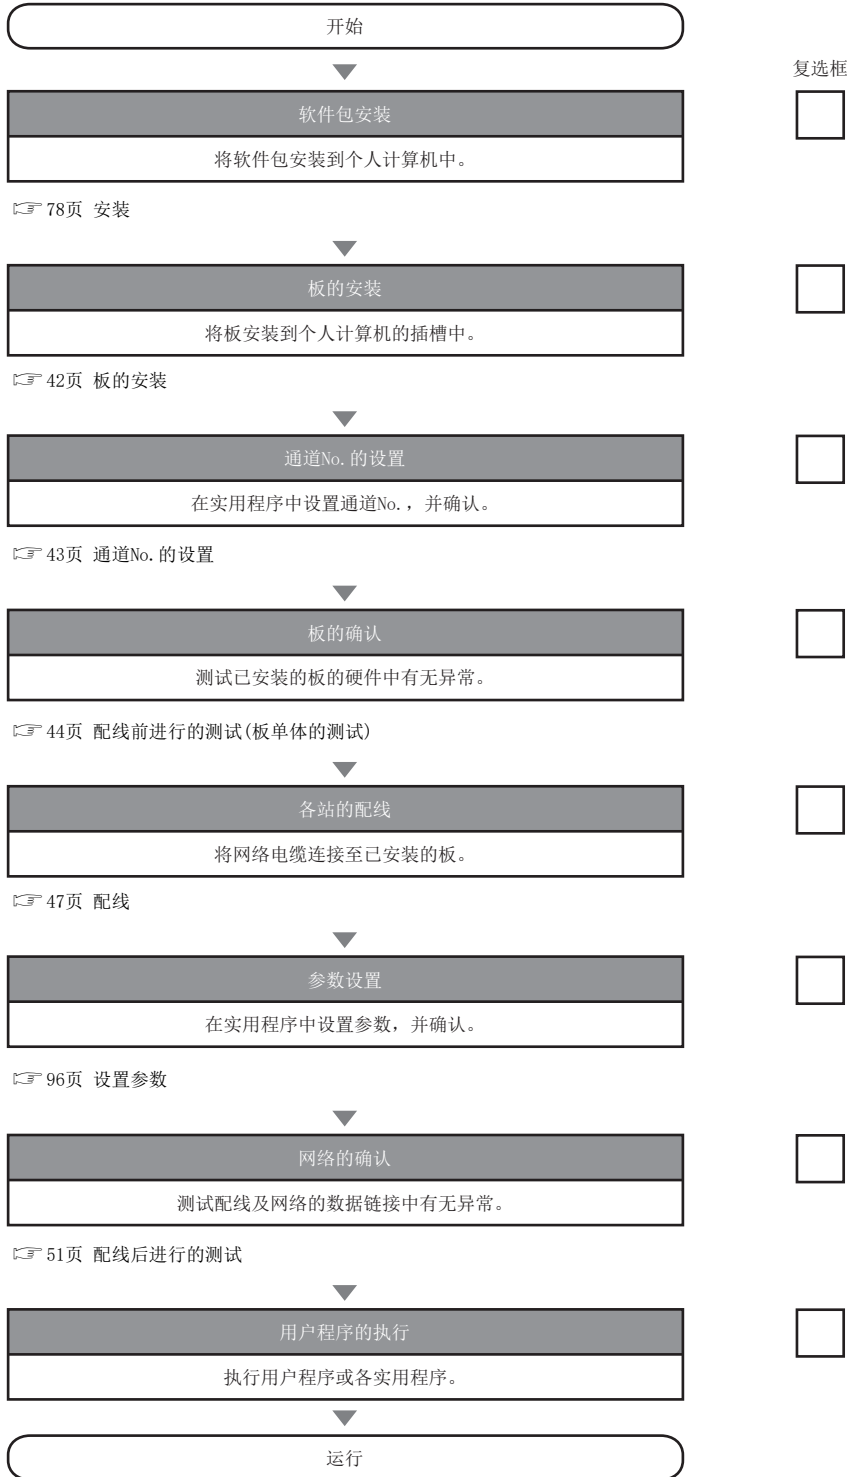 开始
复选框
软件包安装
将软件包安装到个人计算机中。
☞78页 安装
板的安装
将板安装到个人计算机的插槽中。
☞42页 板的安装
通道No.的设置
在实用程序中设置通道No.，并确认。
☞43页 通道No.的设置
板的确认
测试已安装的板的硬件中有无异常。
☞44页 配线前进行的测试(板单体的测试)
各站的配线
将网络电缆连接至已安装的板。
☞47页 配线
参数设置
在实用程序中设置参数，并确认。
☞96页 设置参数
网络的确认
测试配线及网络的数据链接中有无异常。
☞51页 配线后进行的测试
用户程序的执行
执行用户程序或各实用程序。
运行